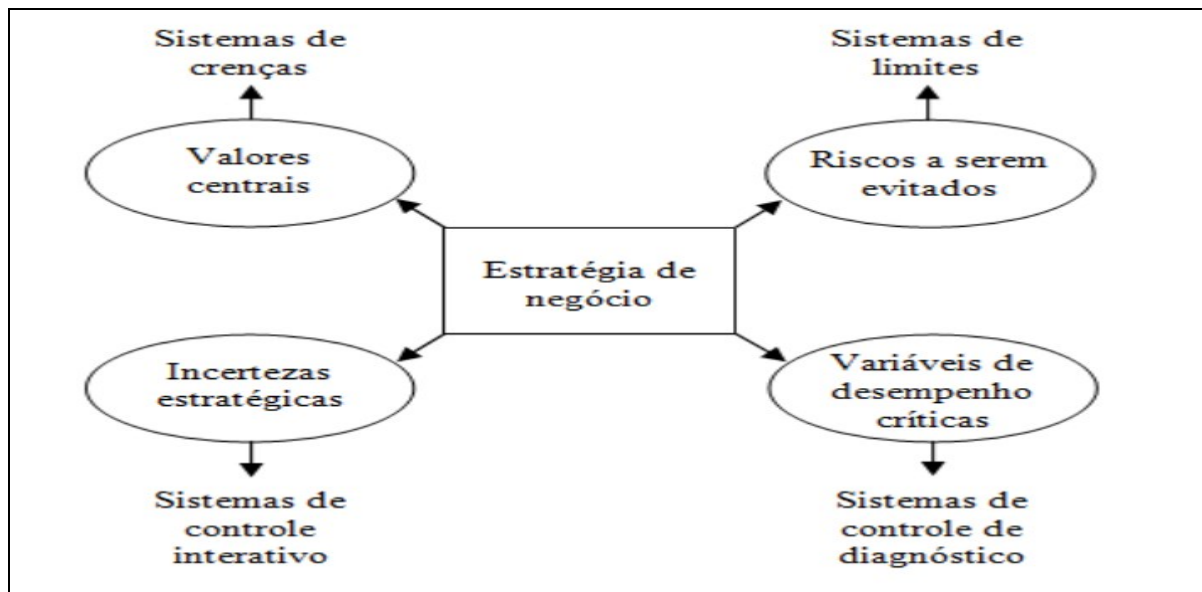 Sistemas de
crenças
Sistemas de
limites
Valores
centrais
Riscos a serem
evitados
Estratégia de
negócio
Incertezas
estratégicas
Variáveis de
desempenho
críticas
Sistemas de
controle
interativo
Sistemas de
controle de
diagnóstico